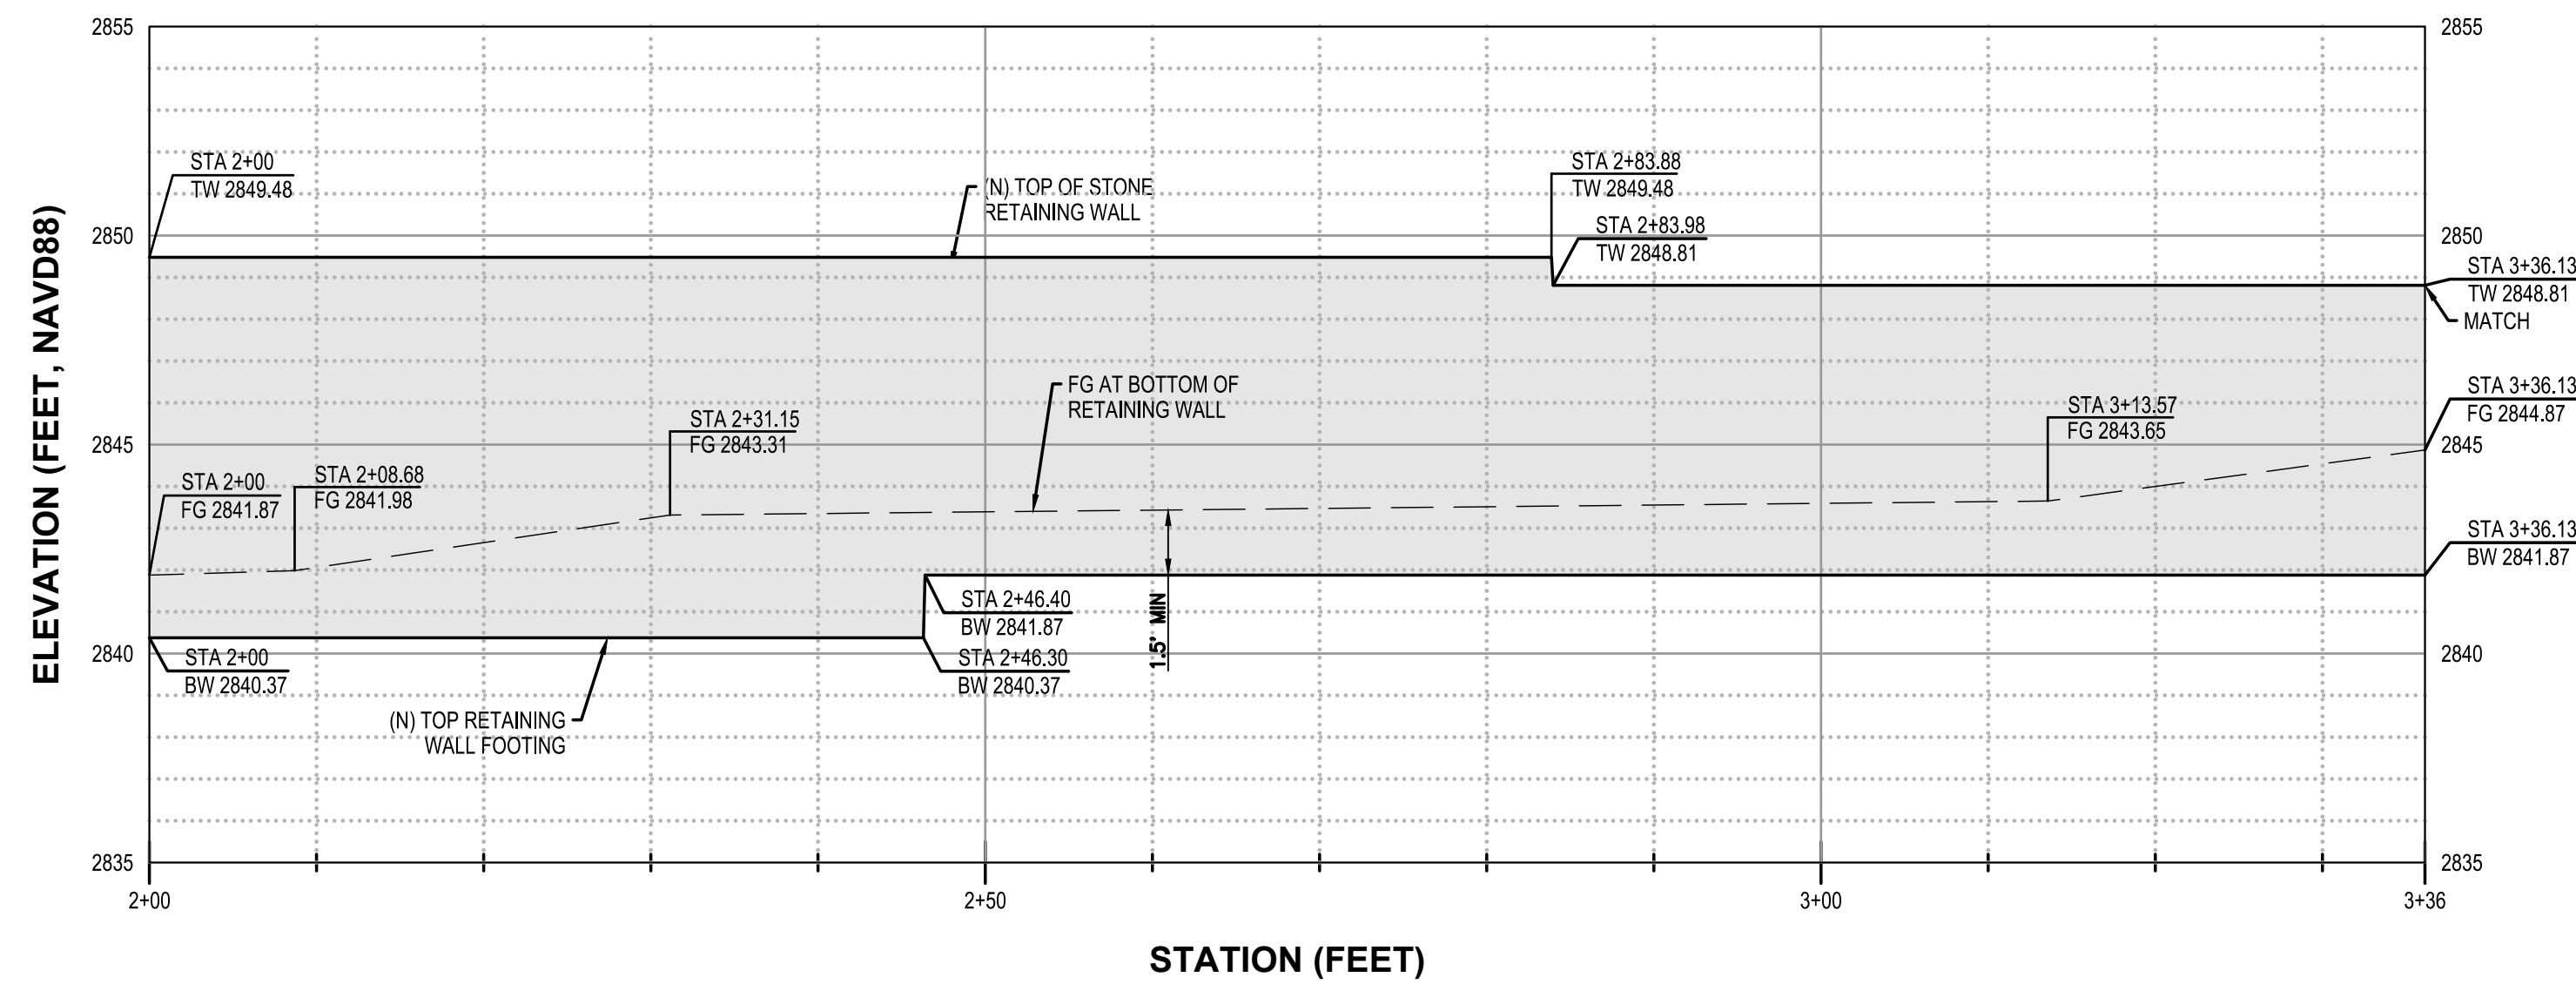 2855
2855
STA 2+00
TW 2849.48
(N) TOP OF STONE
RETAINING WALL
STA 2+83.88
TW 2849.48
STA 2+83.98
TW 2848.81
2850
2850
STA 3+36.13
TW 2848.81
MATCH
ELEVATION (FEET, NAVD88)
FG AT BOTTOM OF
RETAINING WALL
STA 3+36.13
FG 2844.87
STA 2+31.15
FG 2843.31
STA 3+13.57
FG 2843.65
2845
2845
STA 2+00
FG 2841.87
STA 2+08.68
FG 2841.98
STA 3+36.13
BW 2841.87
STA 2+46.40
BW 2841.87
1.5' MIN
2840
2840
STA 2+00
BW 2840.37
STA 2+46.30
BW 2840.37
(N) TOP RETAINING
WALL FOOTING
2835
2835
2+00
2+50
3+00
3+36
STATION (FEET)